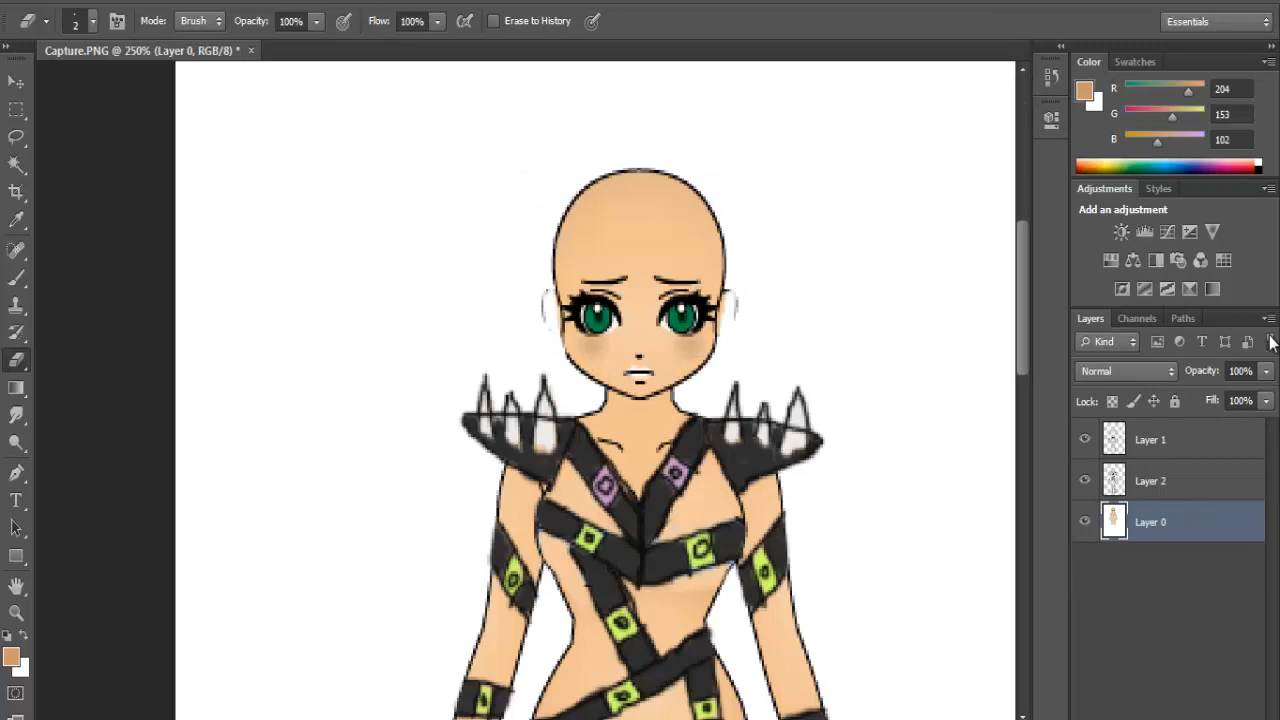 2 Mode: Brush Opacity: 100% Flow: 100% Erase to History Essentials
Capture.PNG @ 250% (Layer 0, RGB/8) * ×
Color Swatches
R 204
G 153
B 102
Adjustments Styles
Add an adjustment
Layers Channels Paths
Kind
Normal Opacity: 100%
Lock: Fill: 100%
Layer 1
Layer 2
Layer 0